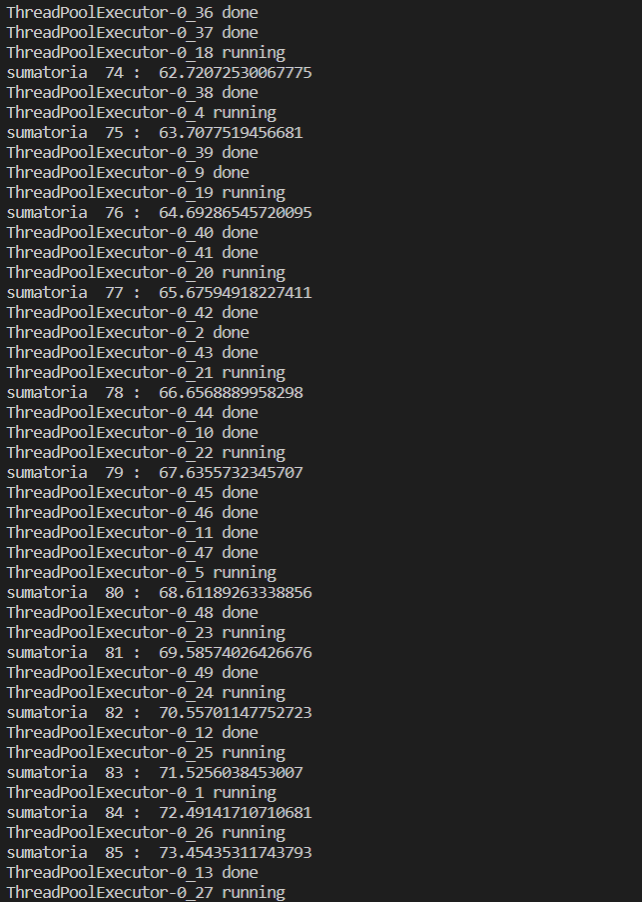 ThreadPoolExecutor-0_36 done
ThreadPoolExecutor-0_37 done
ThreadPoolExecutor-0_18 running
sumatoria  74 :  62.72072530067775
ThreadPoolExecutor-0_38 done
ThreadPoolExecutor-0_4 running
sumatoria  75 :  63.7077519456681
ThreadPoolExecutor-0_39 done
ThreadPoolExecutor-0_9 done
ThreadPoolExecutor-0_19 running
sumatoria  76 :  64.69286545720095
ThreadPoolExecutor-0_40 done
ThreadPoolExecutor-0_41 done
ThreadPoolExecutor-0_20 running
sumatoria  77 :  65.67594918227411
ThreadPoolExecutor-0_42 done
ThreadPoolExecutor-0_2 done
ThreadPoolExecutor-0_43 done
ThreadPoolExecutor-0_21 running
sumatoria  78 :  66.6568889958298
ThreadPoolExecutor-0_44 done
ThreadPoolExecutor-0_10 done
ThreadPoolExecutor-0_22 running
sumatoria  79 :  67.6355732345707
ThreadPoolExecutor-0_45 done
ThreadPoolExecutor-0_46 done
ThreadPoolExecutor-0_11 done
ThreadPoolExecutor-0_47 done
ThreadPoolExecutor-0_5 running
sumatoria  80 :  68.61189263338856
ThreadPoolExecutor-0_48 done
ThreadPoolExecutor-0_23 running
sumatoria  81 :  69.58574026426676
ThreadPoolExecutor-0_49 done
ThreadPoolExecutor-0_24 running
sumatoria  82 :  70.55701147752723
ThreadPoolExecutor-0_12 done
ThreadPoolExecutor-0_25 running
sumatoria  83 :  71.5256038453007
ThreadPoolExecutor-0_1 running
sumatoria  84 :  72.49141710710681
ThreadPoolExecutor-0_26 running
sumatoria  85 :  73.45435311743793
ThreadPoolExecutor-0_13 done
ThreadPoolExecutor-0_27 running